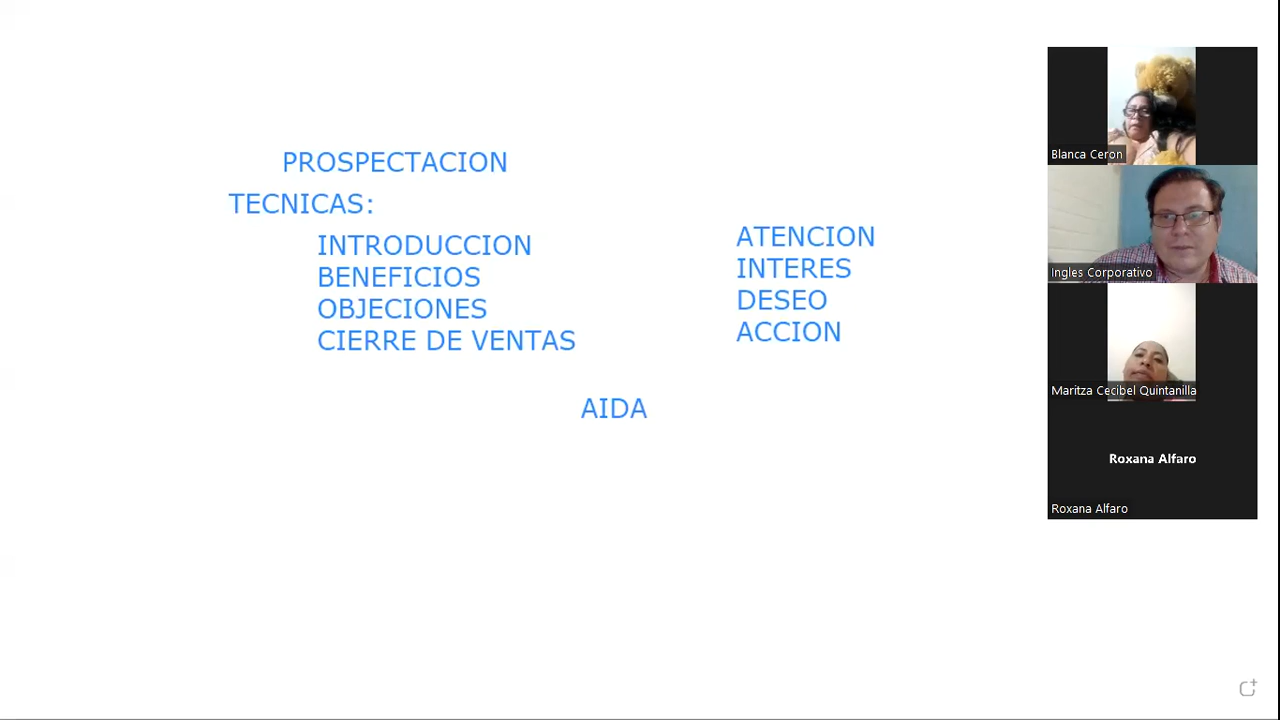 PROSPECTACION
TECNICAS:
INTRODUCCION
BENEFICIOS
OBJECIONES
CIERRE DE VENTAS
ATENCION
INTERES
DESEO
ACCION
AIDA
Blanca Ceron
Ingles Corporativo
Maritza Cecibel Quintanilla
Roxana Alfaro
Roxana Alfaro